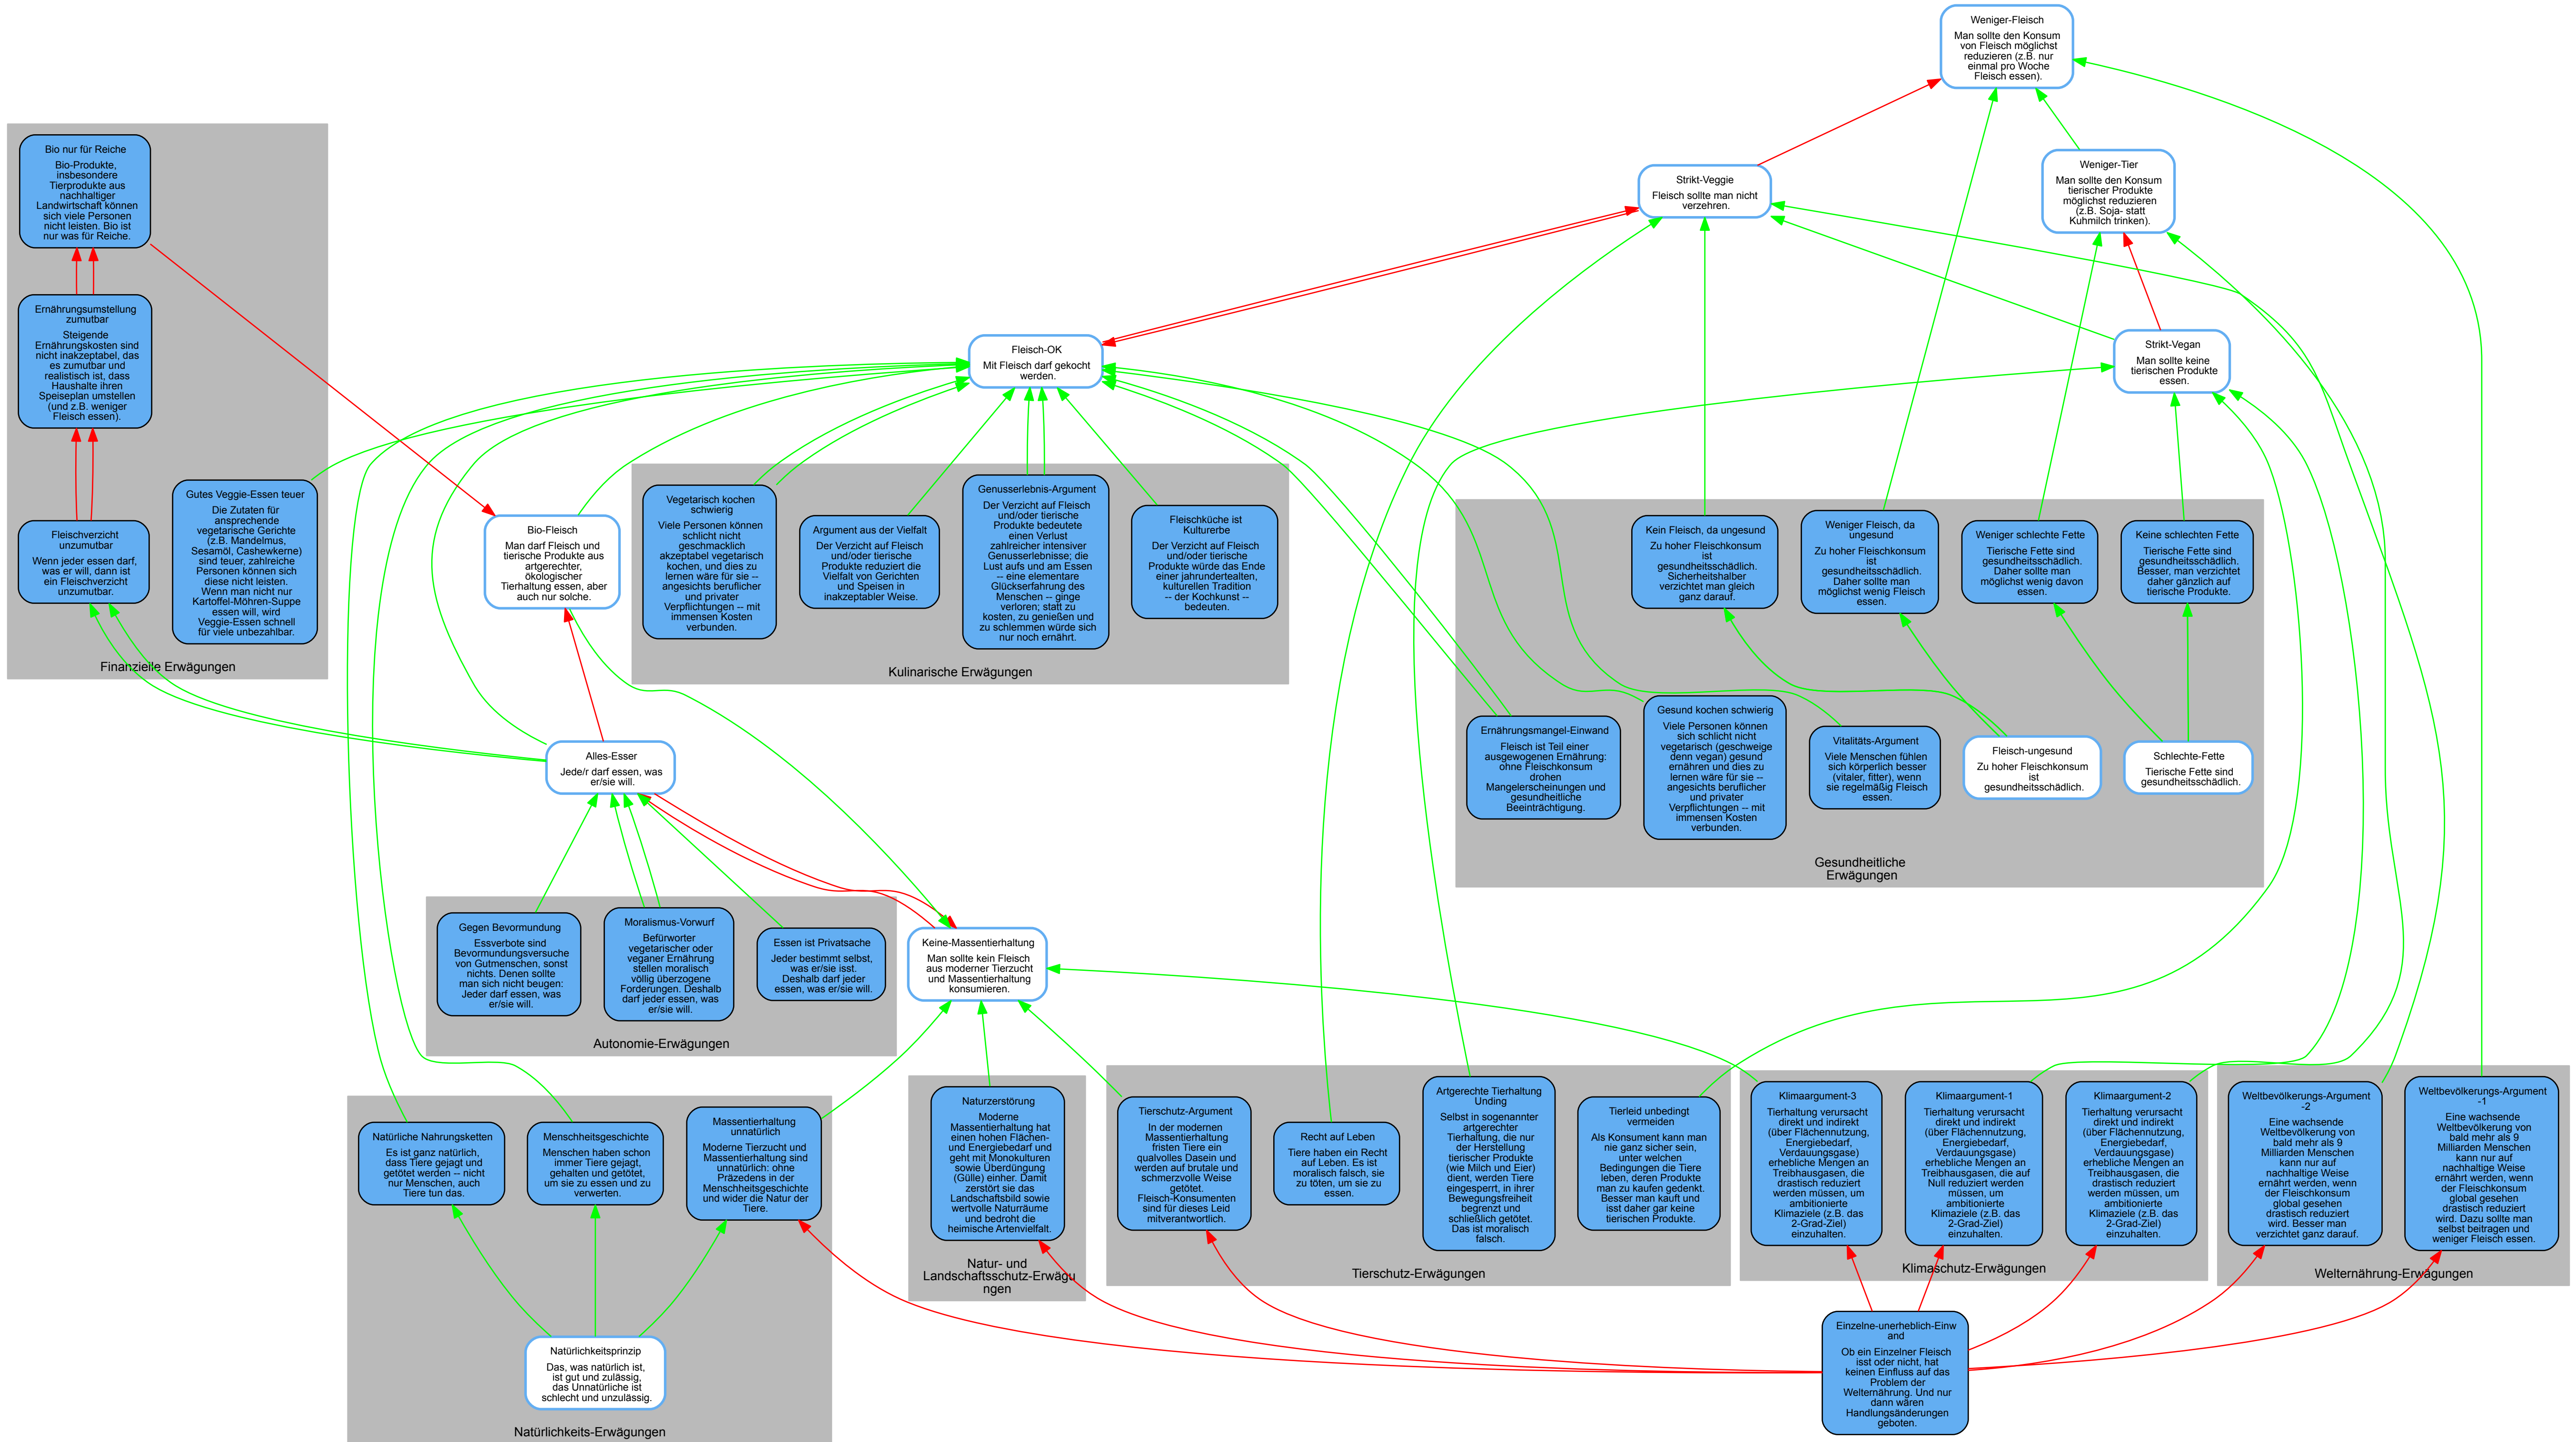 Weniger-Fleisch
Man sollte den Konsum
von Fleisch möglichst
reduzieren (z.B. nur
einmal pro Woche
Fleisch essen).
Bio nur für Reiche
Bio-Produkte,
insbesondere
Tierprodukte aus
nachhaltiger
Landwirtschaft können
sich viele Personen
nicht leisten. Bio ist
nur was für Reiche.
Strikt-Veggie
Fleisch sollte man nicht
verzehren.
Weniger-Tier
Man sollte den Konsum
tierischer Produkte
möglichst reduzieren
(z.B. Soja- statt
Kuhmilch trinken).
Ernährungsumstellung
zumutbar
Steigende
Ernährungskosten sind
nicht inakzeptabel, das
es zumutbar und
realistisch ist, dass
Haushalte ihren
Speiseplan umstellen
(und z.B. weniger
Fleisch essen).
Fleisch-OK
Mit Fleisch darf gekocht
werden.
Strikt-Vegan
Man sollte keine
tierischen Produkte
essen.
Fleischverzicht
unzumutbar
Wenn jeder essen darf,
was er will, dann ist
ein Fleischverzicht
unzumutbar.
Gutes Veggie-Essen teuer
Die Zutaten für
ansprechende
vegetarische Gerichte
(z.B. Mandelmus,
Sesamöl, Cashewkerne)
sind teuer, zahlreiche
Personen können sich
diese nicht leisten.
Wenn man nicht nur
Kartoffel-Möhren-Suppe
essen will, wird
Veggie-Essen schnell
für viele unbezahlbar.
Finanzielle Erwägungen
Bio-Fleisch
Man darf Fleisch und
tierische Produkte aus
artgerechter,
ökologischer
Tierhaltung essen, aber
auch nur solche.
Vegetarisch kochen
schwierig
Viele Personen können
schlicht nicht
geschmacklich
akzeptabel vegetarisch
kochen, und dies zu
lernen wäre für sie --
angesichts beruflicher
und privater
Verpflichtungen -- mit
immensen Kosten
verbunden.
Argument aus der Vielfalt
Der Verzicht auf Fleisch
und/oder tierische
Produkte reduziert die
Vielfalt von Gerichten
und Speisen in
inakzeptabler Weise.
Genusserlebnis-Argument
Der Verzicht auf Fleisch
und/oder tierische
Produkte bedeutete
einen Verlust
zahlreicher intensiver
Genusserlebnisse; die
Lust aufs und am Essen
-- eine elementare
Glückserfahrung des
Menschen -- ginge
verloren; statt zu
kosten, zu genießen und
zu schlemmen würde sich
nur noch ernährt.
Fleischküche ist
Kulturerbe
Der Verzicht auf Fleisch
und/oder tierische
Produkte würde das Ende
einer jahrundertealten,
kulturellen Tradition
-- der Kochkunst --
bedeuten.
Kulinarische Erwägungen
Kein Fleisch, da ungesund
Zu hoher Fleischkonsum
ist
gesundheitsschädlich.
Sicherheitshalber
verzichtet man gleich
ganz darauf.
Weniger Fleisch, da
ungesund
Zu hoher Fleischkonsum
ist
gesundheitsschädlich.
Daher sollte man
möglichst wenig Fleisch
essen.
Weniger schlechte Fette
Tierische Fette sind
gesundheitsschädlich.
Daher sollte man
möglichst wenig davon
essen.
Keine schlechten Fette
Tierische Fette sind
gesundheitsschädlich.
Besser, man verzichtet
daher gänzlich auf
tierische Produkte.
Ernährungsmangel-Einwand
Fleisch ist Teil einer
ausgewogenen Ernährung:
ohne Fleischkonsum
drohen
Mangelerscheinungen und
gesundheitliche
Beeinträchtigung.
Gesund kochen schwierig
Viele Personen können
sich schlicht nicht
vegetarisch (geschweige
denn vegan) gesund
ernähren und dies zu
lernen wäre für sie --
angesichts beruflicher
und privater
Verpflichtungen -- mit
immensen Kosten
verbunden.
Vitalitäts-Argument
Viele Menschen fühlen
sich körperlich besser
(vitaler, fitter), wenn
sie regelmäßig Fleisch
essen.
Fleisch-ungesund
Zu hoher Fleischkonsum
ist
gesundheitsschädlich.
Schlechte-Fette
Tierische Fette sind
gesundheitsschädlich.
Gesundheitliche
Erwägungen
Alles-Esser
Jede/r darf essen, was
er/sie will.
Gegen Bevormundung
Essverbote sind
Bevormundungsversuche
von Gutmenschen, sonst
nichts. Denen sollte
man sich nicht beugen:
Jeder darf essen, was
er/sie will.
Moralismus-Vorwurf
Befürworter
vegetarischer oder
veganer Ernährung
stellen moralisch
völlig überzogene
Forderungen. Deshalb
darf jeder essen, was
er/sie will.
Essen ist Privatsache
Jeder bestimmt selbst,
was er/sie isst.
Deshalb darf jeder
essen, was er/sie will.
Autonomie-Erwägungen
Keine-Massentierhaltung
Man sollte kein Fleisch
aus moderner Tierzucht
und Massentierhaltung
konsumieren.
Natürliche Nahrungsketten
Es ist ganz natürlich,
dass Tiere gejagt und
getötet werden -- nicht
nur Menschen, auch
Tiere tun das.
Menschheitsgeschichte
Menschen haben schon
immer Tiere gejagt,
gehalten und getötet,
um sie zu essen und zu
verwerten.
Massentierhaltung
unnatürlich
Moderne Tierzucht und
Massentierhaltung sind
unnatürlich: ohne
Präzedens in der
Menschheitsgeschichte
und wider die Natur der
Tiere.
Natürlichkeitsprinzip
Das, was natürlich ist,
ist gut und zulässig,
das Unnatürliche ist
schlecht und unzulässig.
Natürlichkeits-Erwägungen
Naturzerstörung
Moderne
Massentierhaltung hat
einen hohen Flächen-
und Energiebedarf und
geht mit Monokulturen
sowie Überdüngung
(Gülle) einher. Damit
zerstört sie das
Landschaftsbild sowie
wertvolle Naturräume
und bedroht die
heimische Artenvielfalt.
Natur- und
Landschaftsschutz-Erwägu
ngen
Tierschutz-Argument
In der modernen
Massentierhaltung
fristen Tiere ein
qualvolles Dasein und
werden auf brutale und
schmerzvolle Weise
getötet.
Fleisch-Konsumenten
sind für dieses Leid
mitverantwortlich.
Recht auf Leben
Tiere haben ein Recht
auf Leben. Es ist
moralisch falsch, sie
zu töten, um sie zu
essen.
Artgerechte Tierhaltung
Unding
Selbst in sogenannter
artgerechter
Tierhaltung, die nur
der Herstellung
tierischer Produkte
(wie Milch und Eier)
dient, werden Tiere
eingesperrt, in ihrer
Bewegungsfreiheit
begrenzt und
schließlich getötet.
Das ist moralisch
falsch.
Tierleid unbedingt
vermeiden
Als Konsument kann man
nie ganz sicher sein,
unter welchen
Bedingungen die Tiere
leben, deren Produkte
man zu kaufen gedenkt.
Besser man kauft und
isst daher gar keine
tierischen Produkte.
Tierschutz-Erwägungen
Klimaargument-3
Tierhaltung verursacht
direkt und indirekt
(über Flächennutzung,
Energiebedarf,
Verdauungsgase)
erhebliche Mengen an
Treibhausgasen, die
drastisch reduziert
werden müssen, um
ambitionierte
Klimaziele (z.B. das
2-Grad-Ziel)
einzuhalten.
Klimaargument-1
Tierhaltung verursacht
direkt und indirekt
(über Flächennutzung,
Energiebedarf,
Verdauungsgase)
erhebliche Mengen an
Treibhausgasen, die auf
Null reduziert werden
müssen, um
ambitionierte
Klimaziele (z.B. das
2-Grad-Ziel)
einzuhalten.
Klimaargument-2
Tierhaltung verursacht
direkt und indirekt
(über Flächennutzung,
Energiebedarf,
Verdauungsgase)
erhebliche Mengen an
Treibhausgasen, die
drastisch reduziert
werden müssen, um
ambitionierte
Klimaziele (z.B. das
2-Grad-Ziel)
einzuhalten.
Klimaschutz-Erwägungen
Weltbevölkerungs-Argument
-2
Eine wachsende
Weltbevölkerung von
bald mehr als 9
Milliarden Menschen
kann nur auf
nachhaltige Weise
ernährt werden, wenn
der Fleischkonsum
global gesehen
drastisch reduziert
wird. Besser man
verzichtet ganz darauf.
Weltbevölkerungs-Argument
-1
Eine wachsende
Weltbevölkerung von
bald mehr als 9
Milliarden Menschen
kann nur auf
nachhaltige Weise
ernährt werden, wenn
der Fleischkonsum
global gesehen
drastisch reduziert
wird. Dazu sollte man
selbst beitragen und
weniger Fleisch essen.
Welternährung-Erwägungen
Einzelne-unerheblich-Einw
and
Ob ein Einzelner Fleisch
isst oder nicht, hat
keinen Einfluss auf das
Problem der
Welternährung. Und nur
dann wären
Handlungsänderungen
geboten.